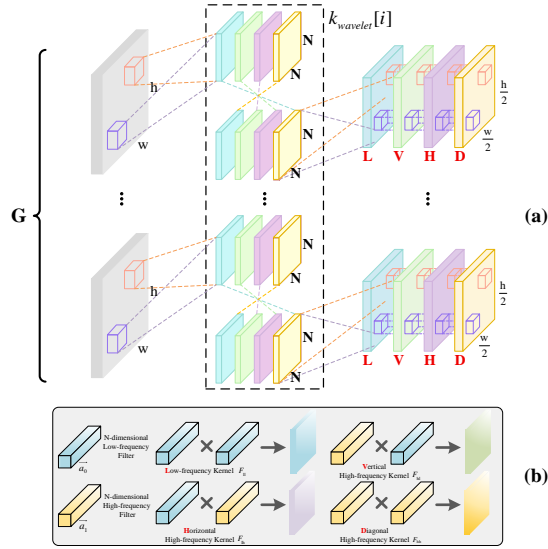 k_wavelet[i]
N
N
h
w
N
N
h/2
w/2
L V H D
G
(a)
N
N
h
w
N
N
h/2
w/2
L V H D
N-dimensional
Low-frequency
Filter
a_0
Low-frequency Kernel F_ll
Vertical
High-frequency Kernel F_hl
(b)
N-dimensional
High-frequency
Filter
a_1
Horizontal
High-frequency Kernel F_lh
Diagonal
High-frequency Kernel F_hh